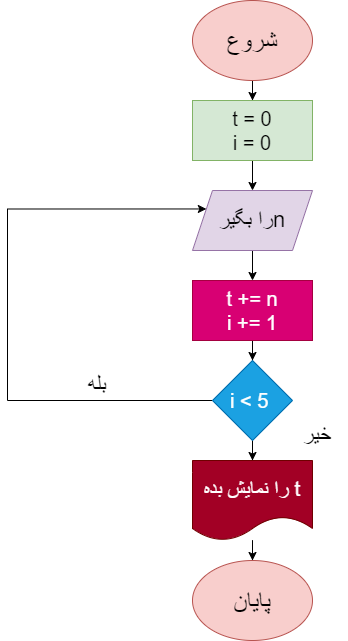 شروع
t = 0
i = 0
n را بگیر
t += n
i += 1
i < 5
بله
خیر
t را نمایش بده
پایان